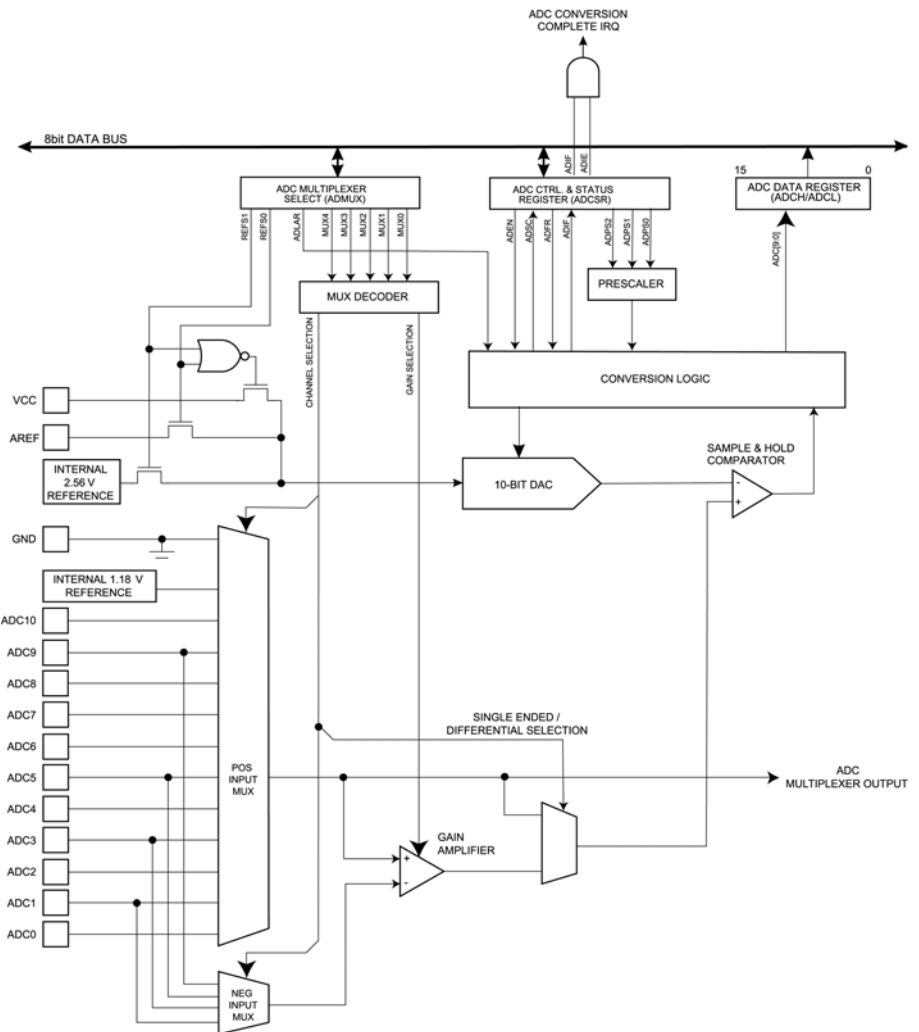 ADC CONVERSION
COMPLETE IRQ
8bit DATA BUS
ADIF
ADIE
15
0
ADC MULTIPLEXER
SELECT (ADMUX)
ADC CTRL. & STATUS
REGISTER (ADCSR)
ADC DATA REGISTER
(ADCH/ADCL)
REFS1
REFS0
ADLAR
MUX4
MUX3
MUX2
MUX1
MUX0
ADEN
ADSC
ADFR
ADIF
ADPS2
ADPS1
ADPS0
ADC[9:0]
MUX DECODER
PRESCALER
CHANNEL SELECTION
GAIN SELECTION
CONVERSION LOGIC
VCC
AREF
INTERNAL
2.56 V
REFERENCE
10-BIT DAC
SAMPLE & HOLD
COMPARATOR
-
+
GND
INTERNAL 1.18 V
REFERENCE
ADC10
ADC9
ADC8
ADC7
ADC6
ADC5
ADC4
ADC3
ADC2
ADC1
ADC0
POS
INPUT
MUX
SINGLE ENDED /
DIFFERENTIAL SELECTION
ADC
MULTIPLEXER OUTPUT
GAIN
AMPLIFIER
+
-
NEG
INPUT
MUX